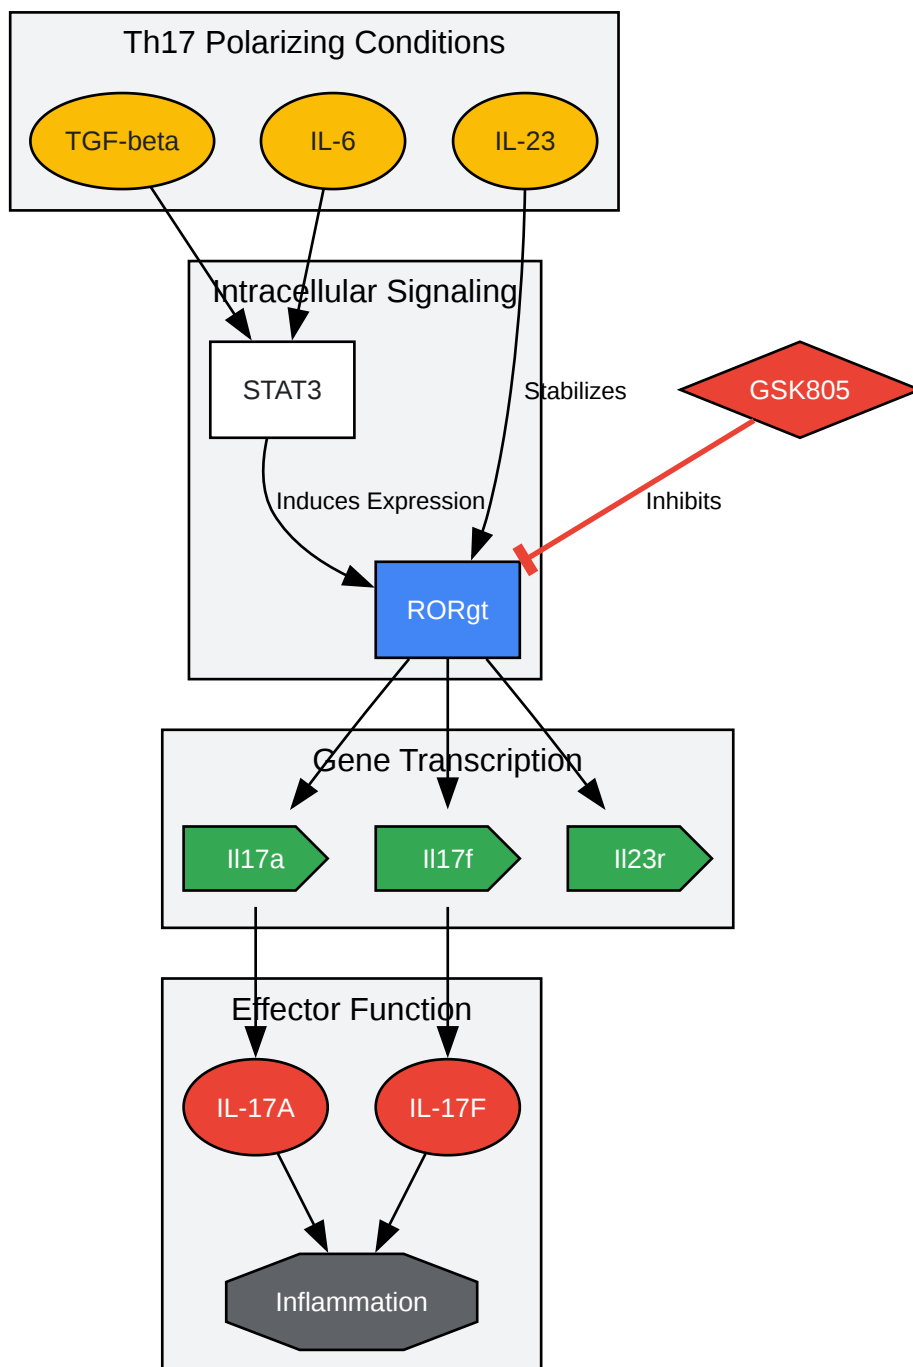 Th17 Polarizing Conditions
TGF-beta
IL-6
IL-23
Intracellular Signaling
STAT3
Stabilizes
GSK805
Induces Expression
Inhibits
RORgt
Gene Transcription
Il17a
Il17f
Il23r
Effector Function
IL-17A
IL-17F
Inflammation